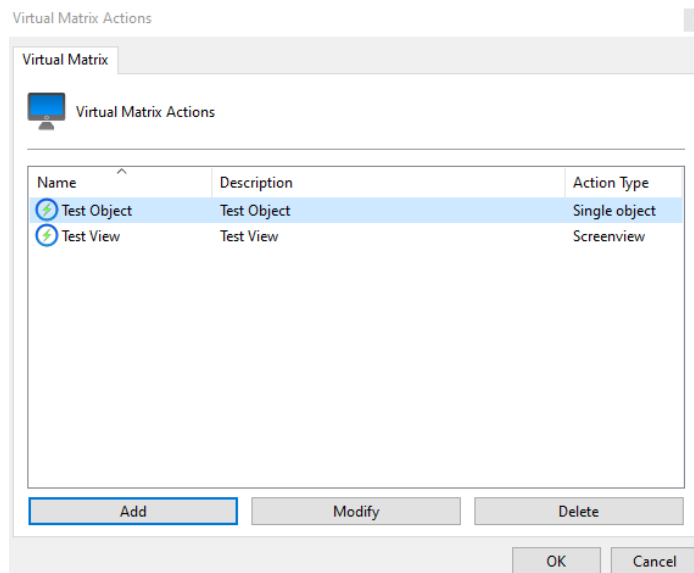 Virtual Matrix Actions
Virtual Matrix
Virtual Matrix Actions
Name Description Action Type
Test Object Test Object Single object
Test View Test View Screenview
Add Modify Delete
OK Cancel